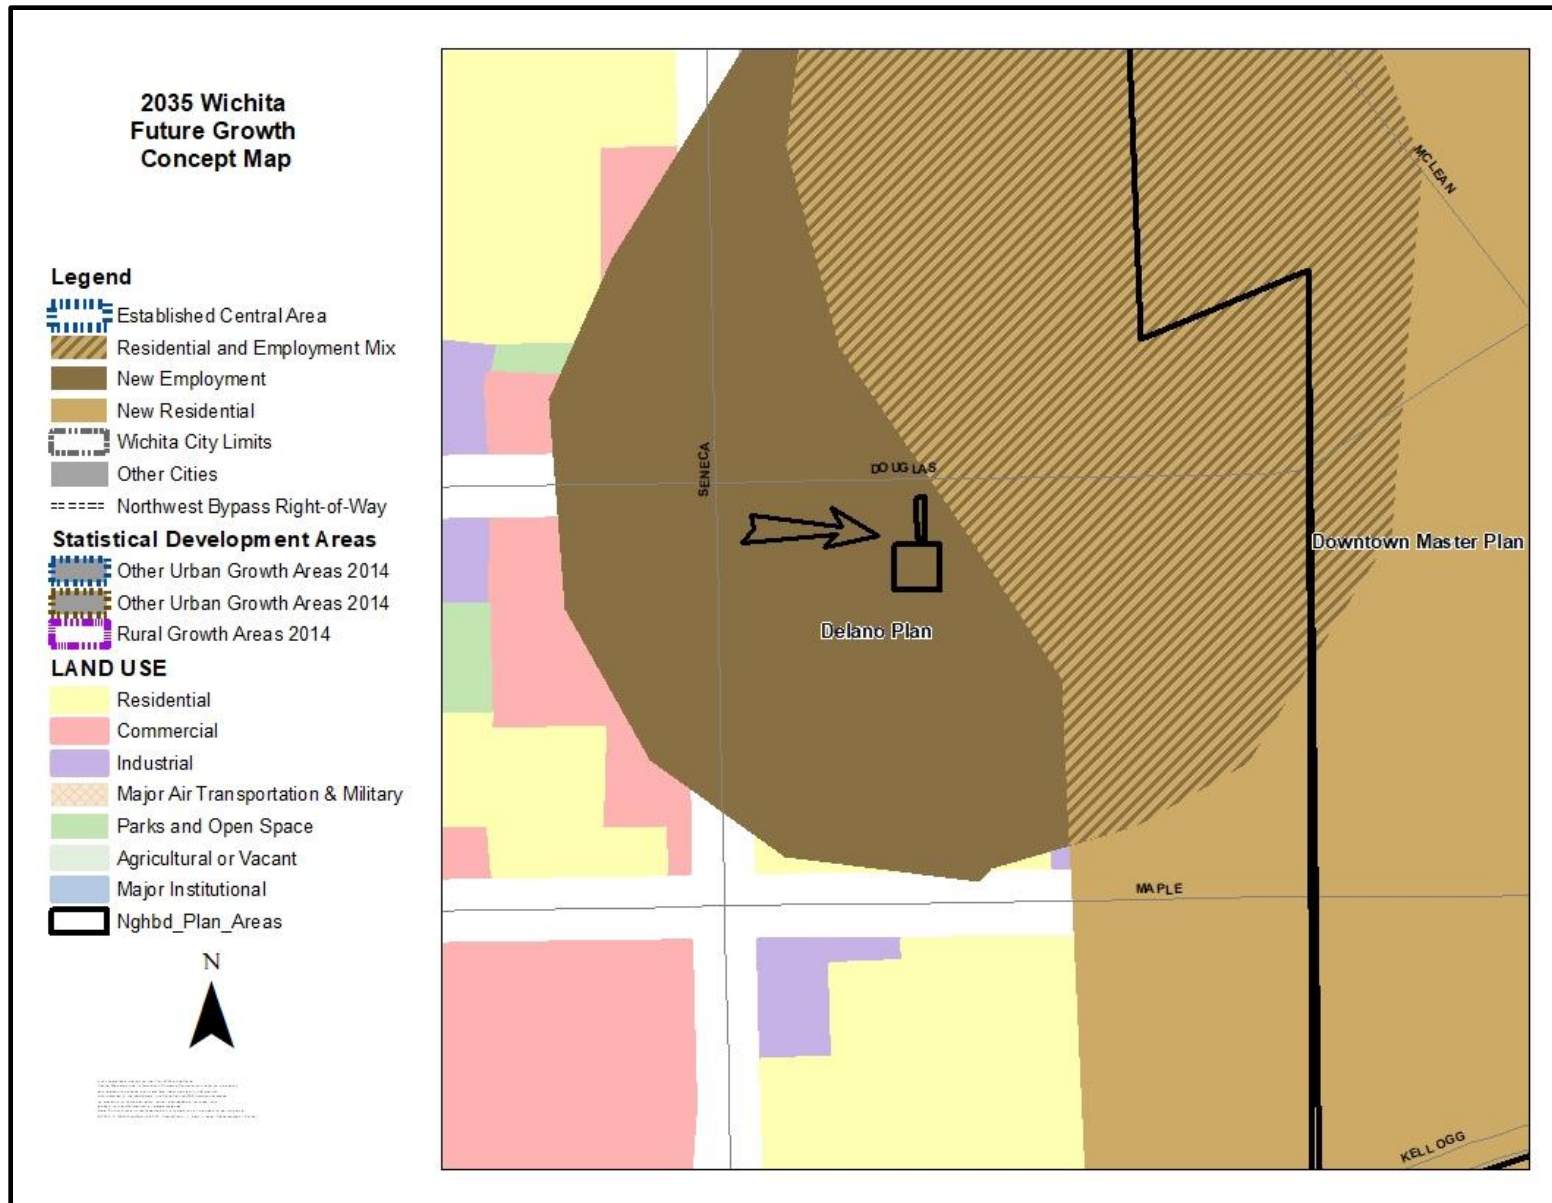 2035 Wichita
Future Growth
Concept Map
Legend
Established Central Area
Residential and Employment Mix
New Employment
New Residential
Wichita City Limits
Other Cities
Northwest Bypass Right-of-Way
Statistical Development Areas
Other Urban Growth Areas 2014
Other Urban Growth Areas 2014
Rural Growth Areas 2014
LAND USE
Residential
Commercial
Industrial
Major Air Transportation & Military
Parks and Open Space
Agricultural or Vacant
Major Institutional
Nghbd_Plan_Areas
N
MCLEAN
SENECA
DOUGLAS
Downtown Master Plan
Delano Plan
MAPLE
KELLOGG